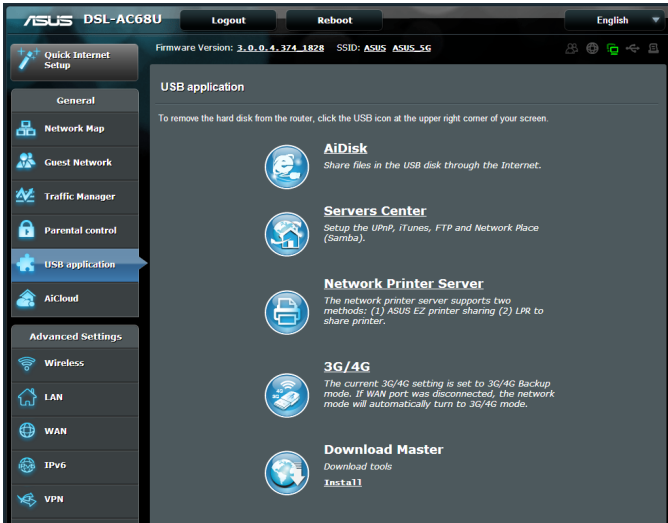 ASUS DSL-AC68U Logout Reboot English
Quick Internet
Setup
Firmware Version: 3.0.0.4.374_1828 SSID: ASUS ASUS_5G
General
Network Map
Guest Network
Traffic Manager
Parental control
USB application
AiCloud
Advanced Settings
Wireless
LAN
WAN
IPv6
VPN
USB application
To remove the hard disk from the router, click the USB icon at the upper right corner of your screen.
AiDisk
Share files in the USB disk through the Internet.
Servers Center
Setup the UPnP, iTunes, FTP and Network Place
(Samba).
Network Printer Server
The network printer server supports two
methods: (1) ASUS EZ printer sharing (2) LPR to
share printer.
3G/4G
The current 3G/4G setting is set to 3G/4G Backup
mode. If WAN port was disconnected, the network
mode will automatically turn to 3G/4G mode.
Download Master
Download tools
Install